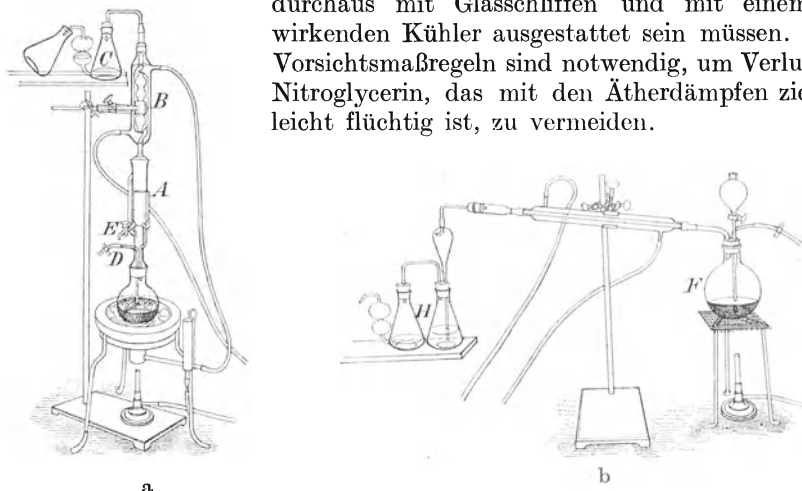 durchaus mit Glasschliffen und mit einem
wirkenden Kühler ausgestattet sein müssen.
Vorsichtsmaßregeln sind notwendig, um Verlu
Nitroglycerin, das mit den Ätherdämpfen zie
leicht flüchtig ist, zu vermeiden.
C
B
A
E
D
F
H
a
b